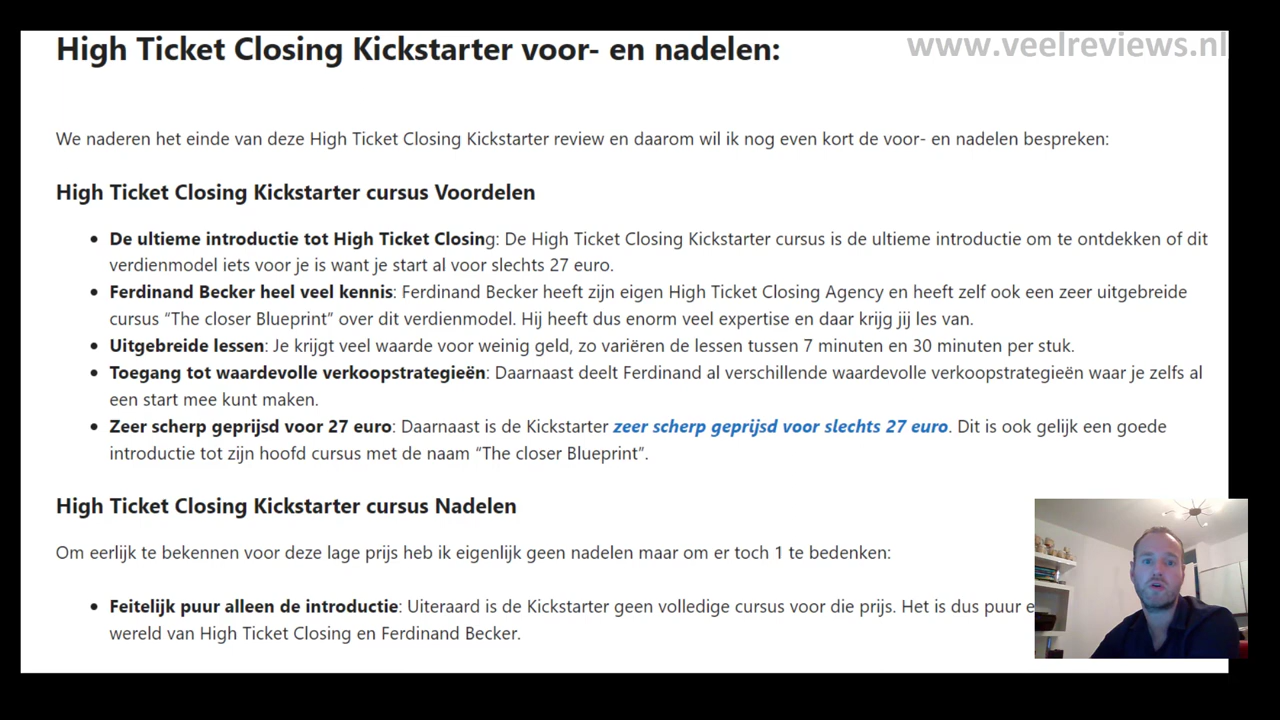 www.veelreviews.nl
High Ticket Closing Kickstarter voor- en nadelen:
We naderen het einde van deze High Ticket Closing Kickstarter review en daarom wil ik nog even kort de voor- en nadelen bespreken:
High Ticket Closing Kickstarter cursus Voordelen
• De ultieme introductie tot High Ticket Closing: De High Ticket Closing Kickstarter cursus is de ultieme introductie om te ontdekken of dit
verdienmodel iets voor je is want je start al voor slechts 27 euro.
• Ferdinand Becker heel veel kennis: Ferdinand Becker heeft zijn eigen High Ticket Closing Agency en heeft zelf ook een zeer uitgebreide
cursus “The closer Blueprint” over dit verdienmodel. Hij heeft dus enorm veel expertise en daar krijg jij les van.
• Uitgebreide lessen: Je krijgt veel waarde voor weinig geld, zo variëren de lessen tussen 7 minuten en 30 minuten per stuk.
• Toegang tot waardevolle verkoopstrategieën: Daarnaast deelt Ferdinand al verschillende waardevolle verkoopstrategieën waar je zelfs al
een start mee kunt maken.
• Zeer scherp geprijsd voor 27 euro: Daarnaast is de Kickstarter zeer scherp geprijsd voor slechts 27 euro. Dit is ook gelijk een goede
introductie tot zijn hoofd cursus met de naam “The closer Blueprint”.
High Ticket Closing Kickstarter cursus Nadelen
Om eerlijk te bekennen voor deze lage prijs heb ik eigenlijk geen nadelen maar om er toch 1 te bedenken:
• Feitelijk puur alleen de introductie: Uiteraard is de Kickstarter geen volledige cursus voor die prijs. Het is dus puur
wereld van High Ticket Closing en Ferdinand Becker.